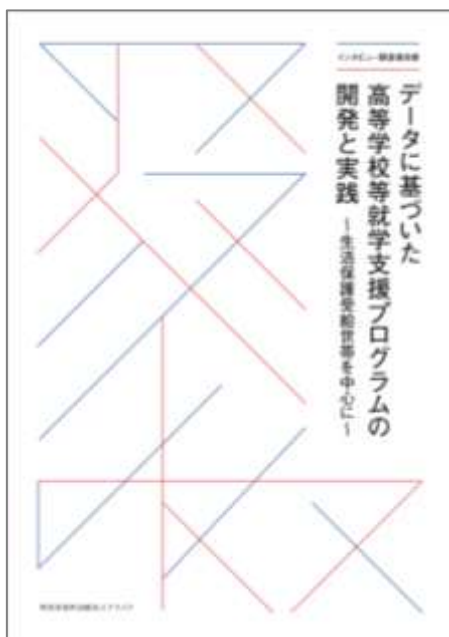 インタビュー調査報告書
データに基づいた
高等学校等就学支援プログラムの
開発と実践
～生活保護受給世帯を中心に～